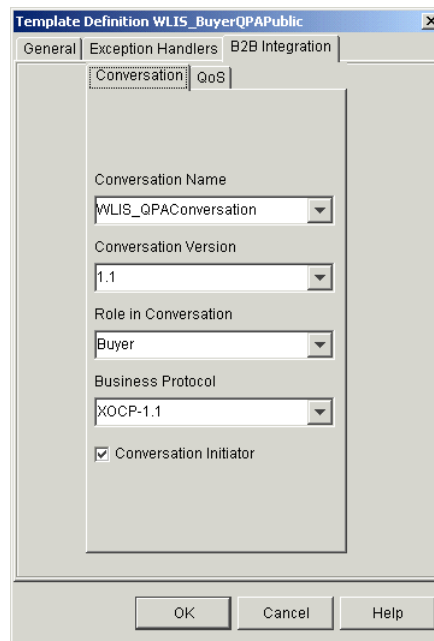 Template Definition WLIS_BuyerQPAPublic
General Exception Handlers B2B Integration
Conversation QoS
Conversation Name
WLIS_QPAConversation
Conversation Version
1.1
Role in Conversation
Buyer
Business Protocol
XOCP-1.1
Conversation Initiator
OK Cancel Help